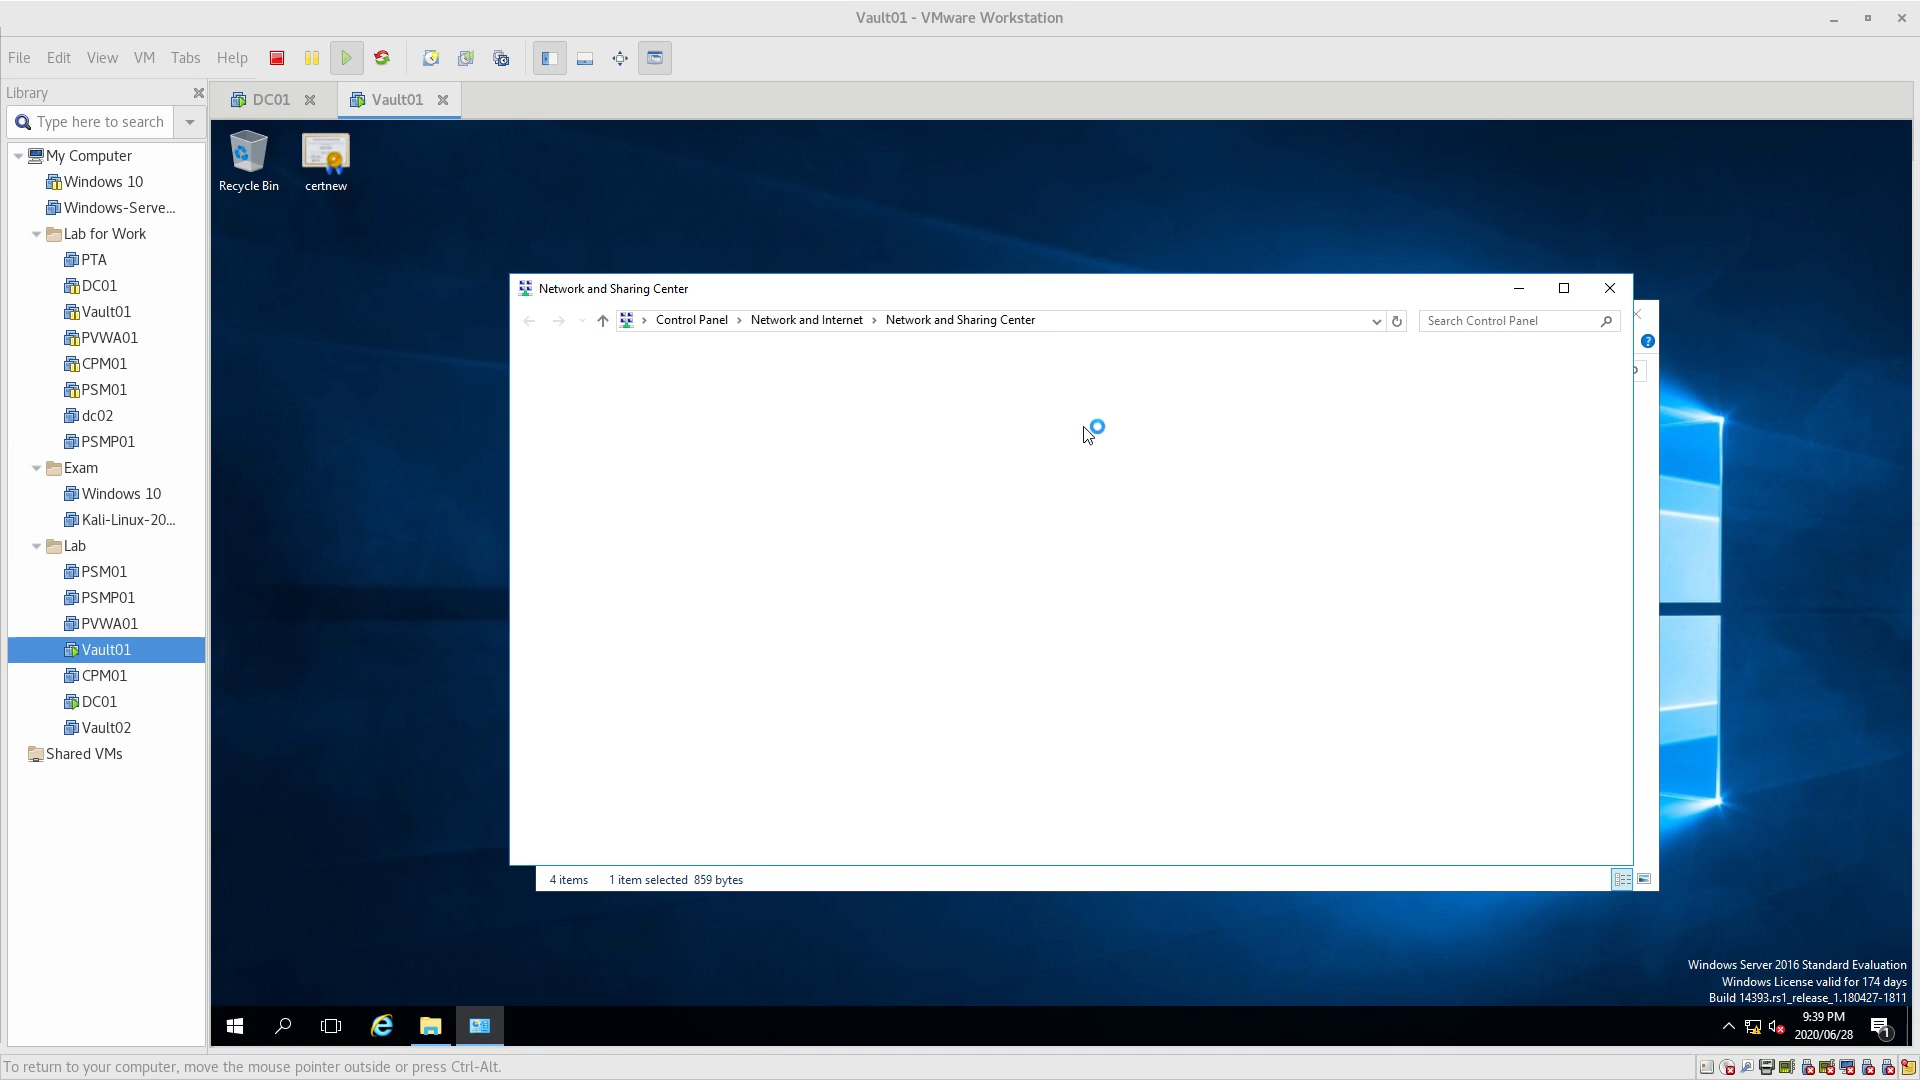 Vault01 - VMware Workstation
File Edit View VM Tabs Help
Library
Type here to search
My Computer
Windows 10
Windows-Serve...
Lab for Work
PTA
DC01
Vault01
PVWA01
CPM01
PSM01
dc02
PSMP01
Exam
Windows 10
Kali-Linux-20...
Lab
PSM01
PSMP01
PVWA01
Vault01
CPM01
DC01
Vault02
Shared VMs
DC01
Vault01
Recycle Bin
certnew
Network and Sharing Center
Control Panel > Network and Internet > Network and Sharing Center
Search Control Panel
4 items 1 item selected 859 bytes
Windows Server 2016 Standard Evaluation
Windows License valid for 174 days
Build 14393.rs1_release_1.180427-1811
9:39 PM
2020/06/28
1
To return to your computer, move the mouse pointer outside or press Ctrl-Alt.